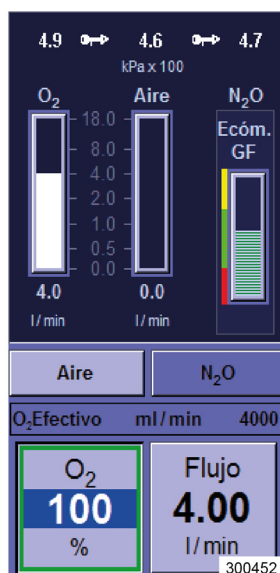 4.9 4.6 4.7
kPa x 100
O₂ Aire N₂O
Ecóm.
GF
18.0
8.0
4.0
2.0
1.0
0.5
0.0
4.0 0.0
l/min l/min
Aire N₂O
O₂Efectivo ml/min 4000
O₂ Flujo
100 4.00
% l/min
300452